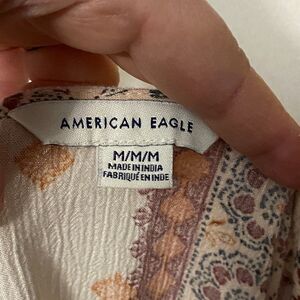 AMERICAN EAGLE
M/M/M
MADE IN INDIA
FABRIQUÉ EN INDE